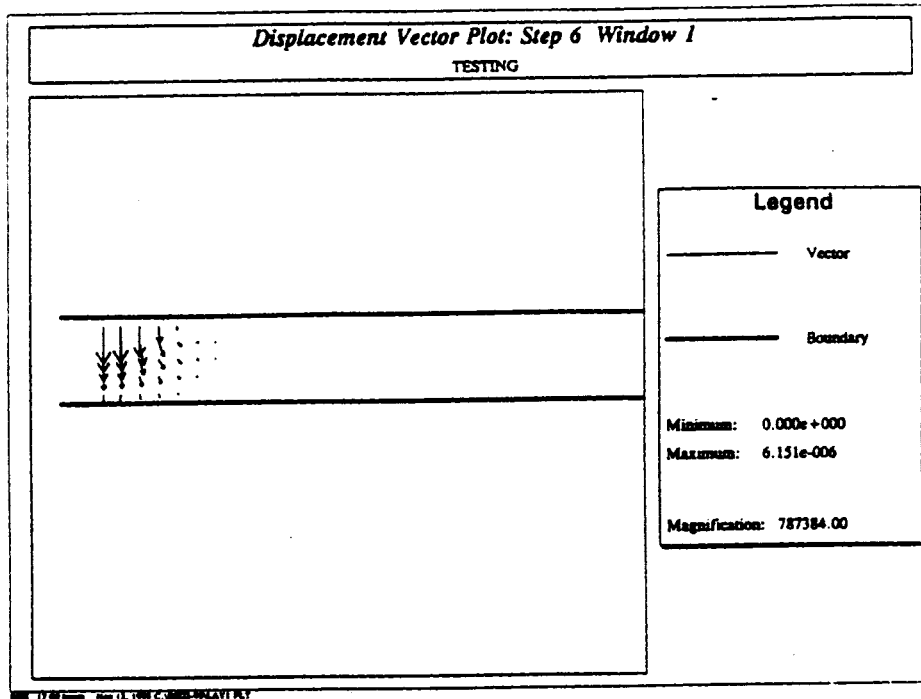 Displacement Vector Plot: Step 6 Window 1
TESTING
Legend
Vector
Boundary
Minimum: 0.000e+000
Maximum: 6.151e-006
Magnification: 787384.00